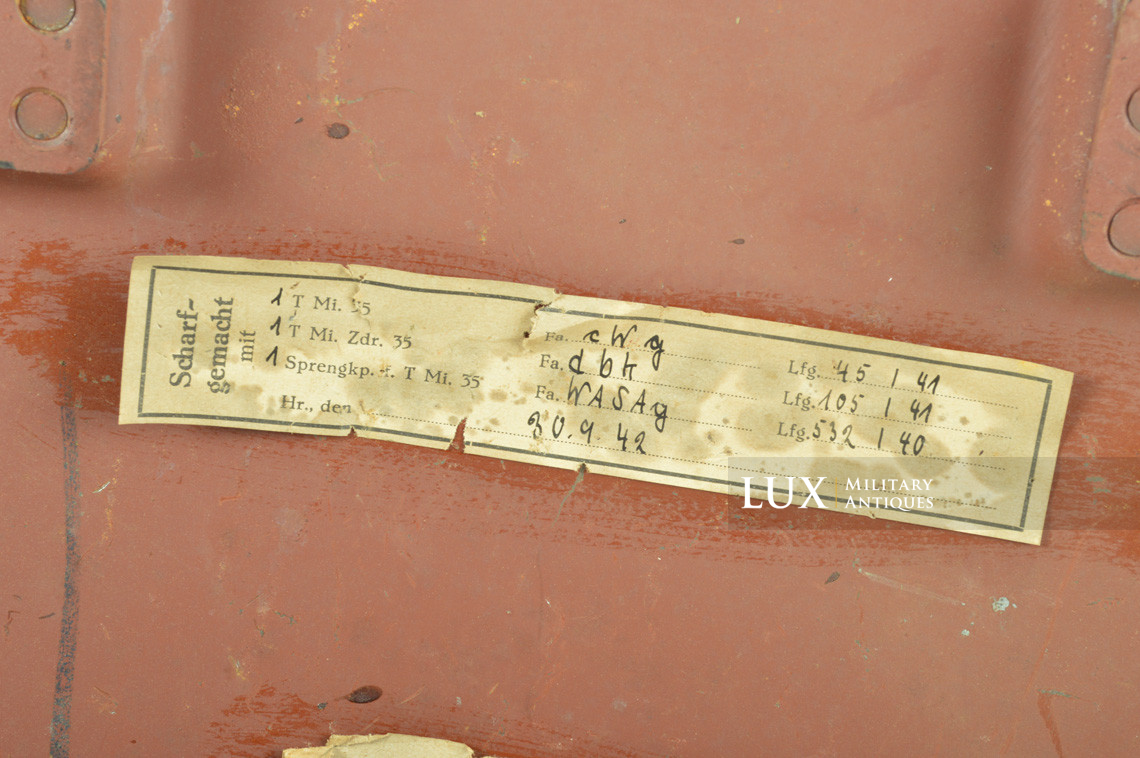 Scharf-
gemacht
mit
1 T Mi. 35 Fa. cWg Lfg. 45 / 41
1 T Mi. Zdr. 35 Fa. dbk Lfg. 105 / 41
1 Sprengkp. f. T Mi. 35 Fa. WASAg Lfg. 532 / 40
Hr., den 30.9.42
LUX MILITARY
ANTIQUES